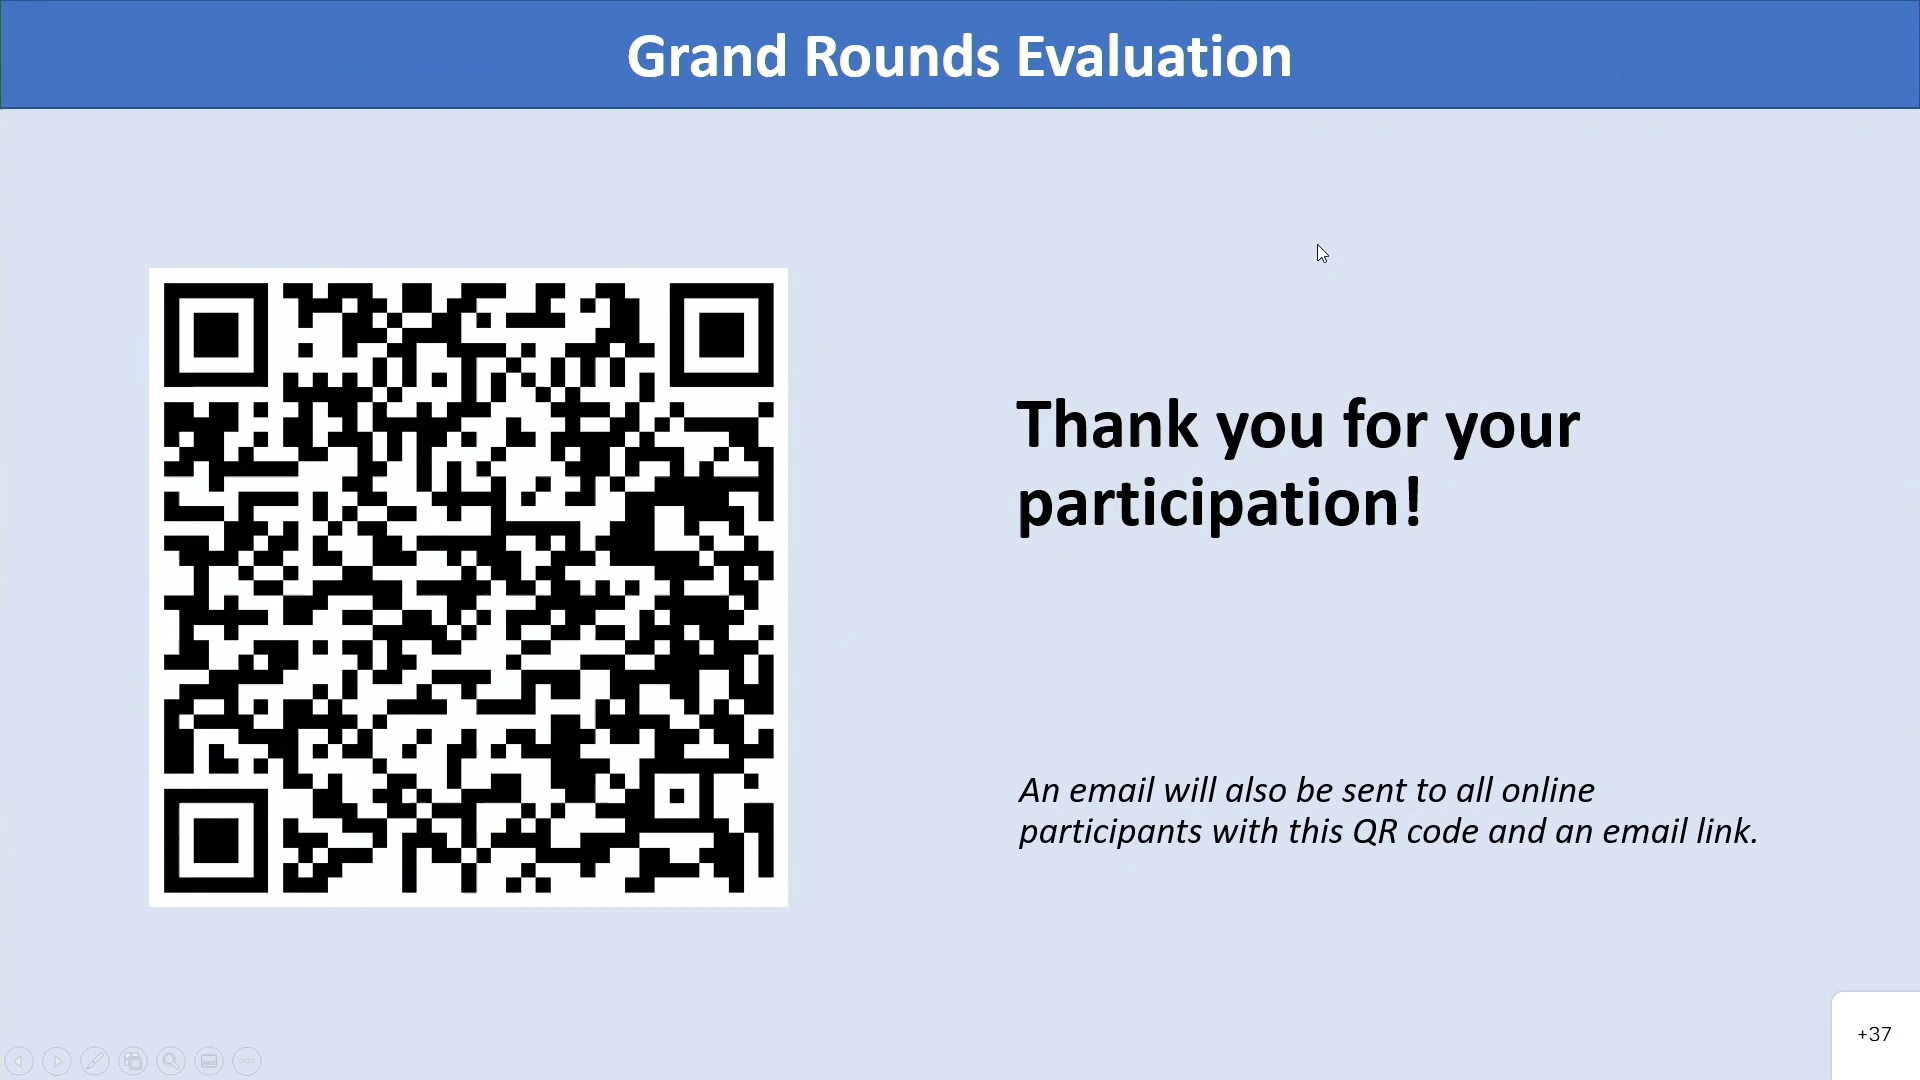 Grand Rounds Evaluation
Thank you for your
participation!
An email will also be sent to all online
participants with this QR code and an email link.
+37